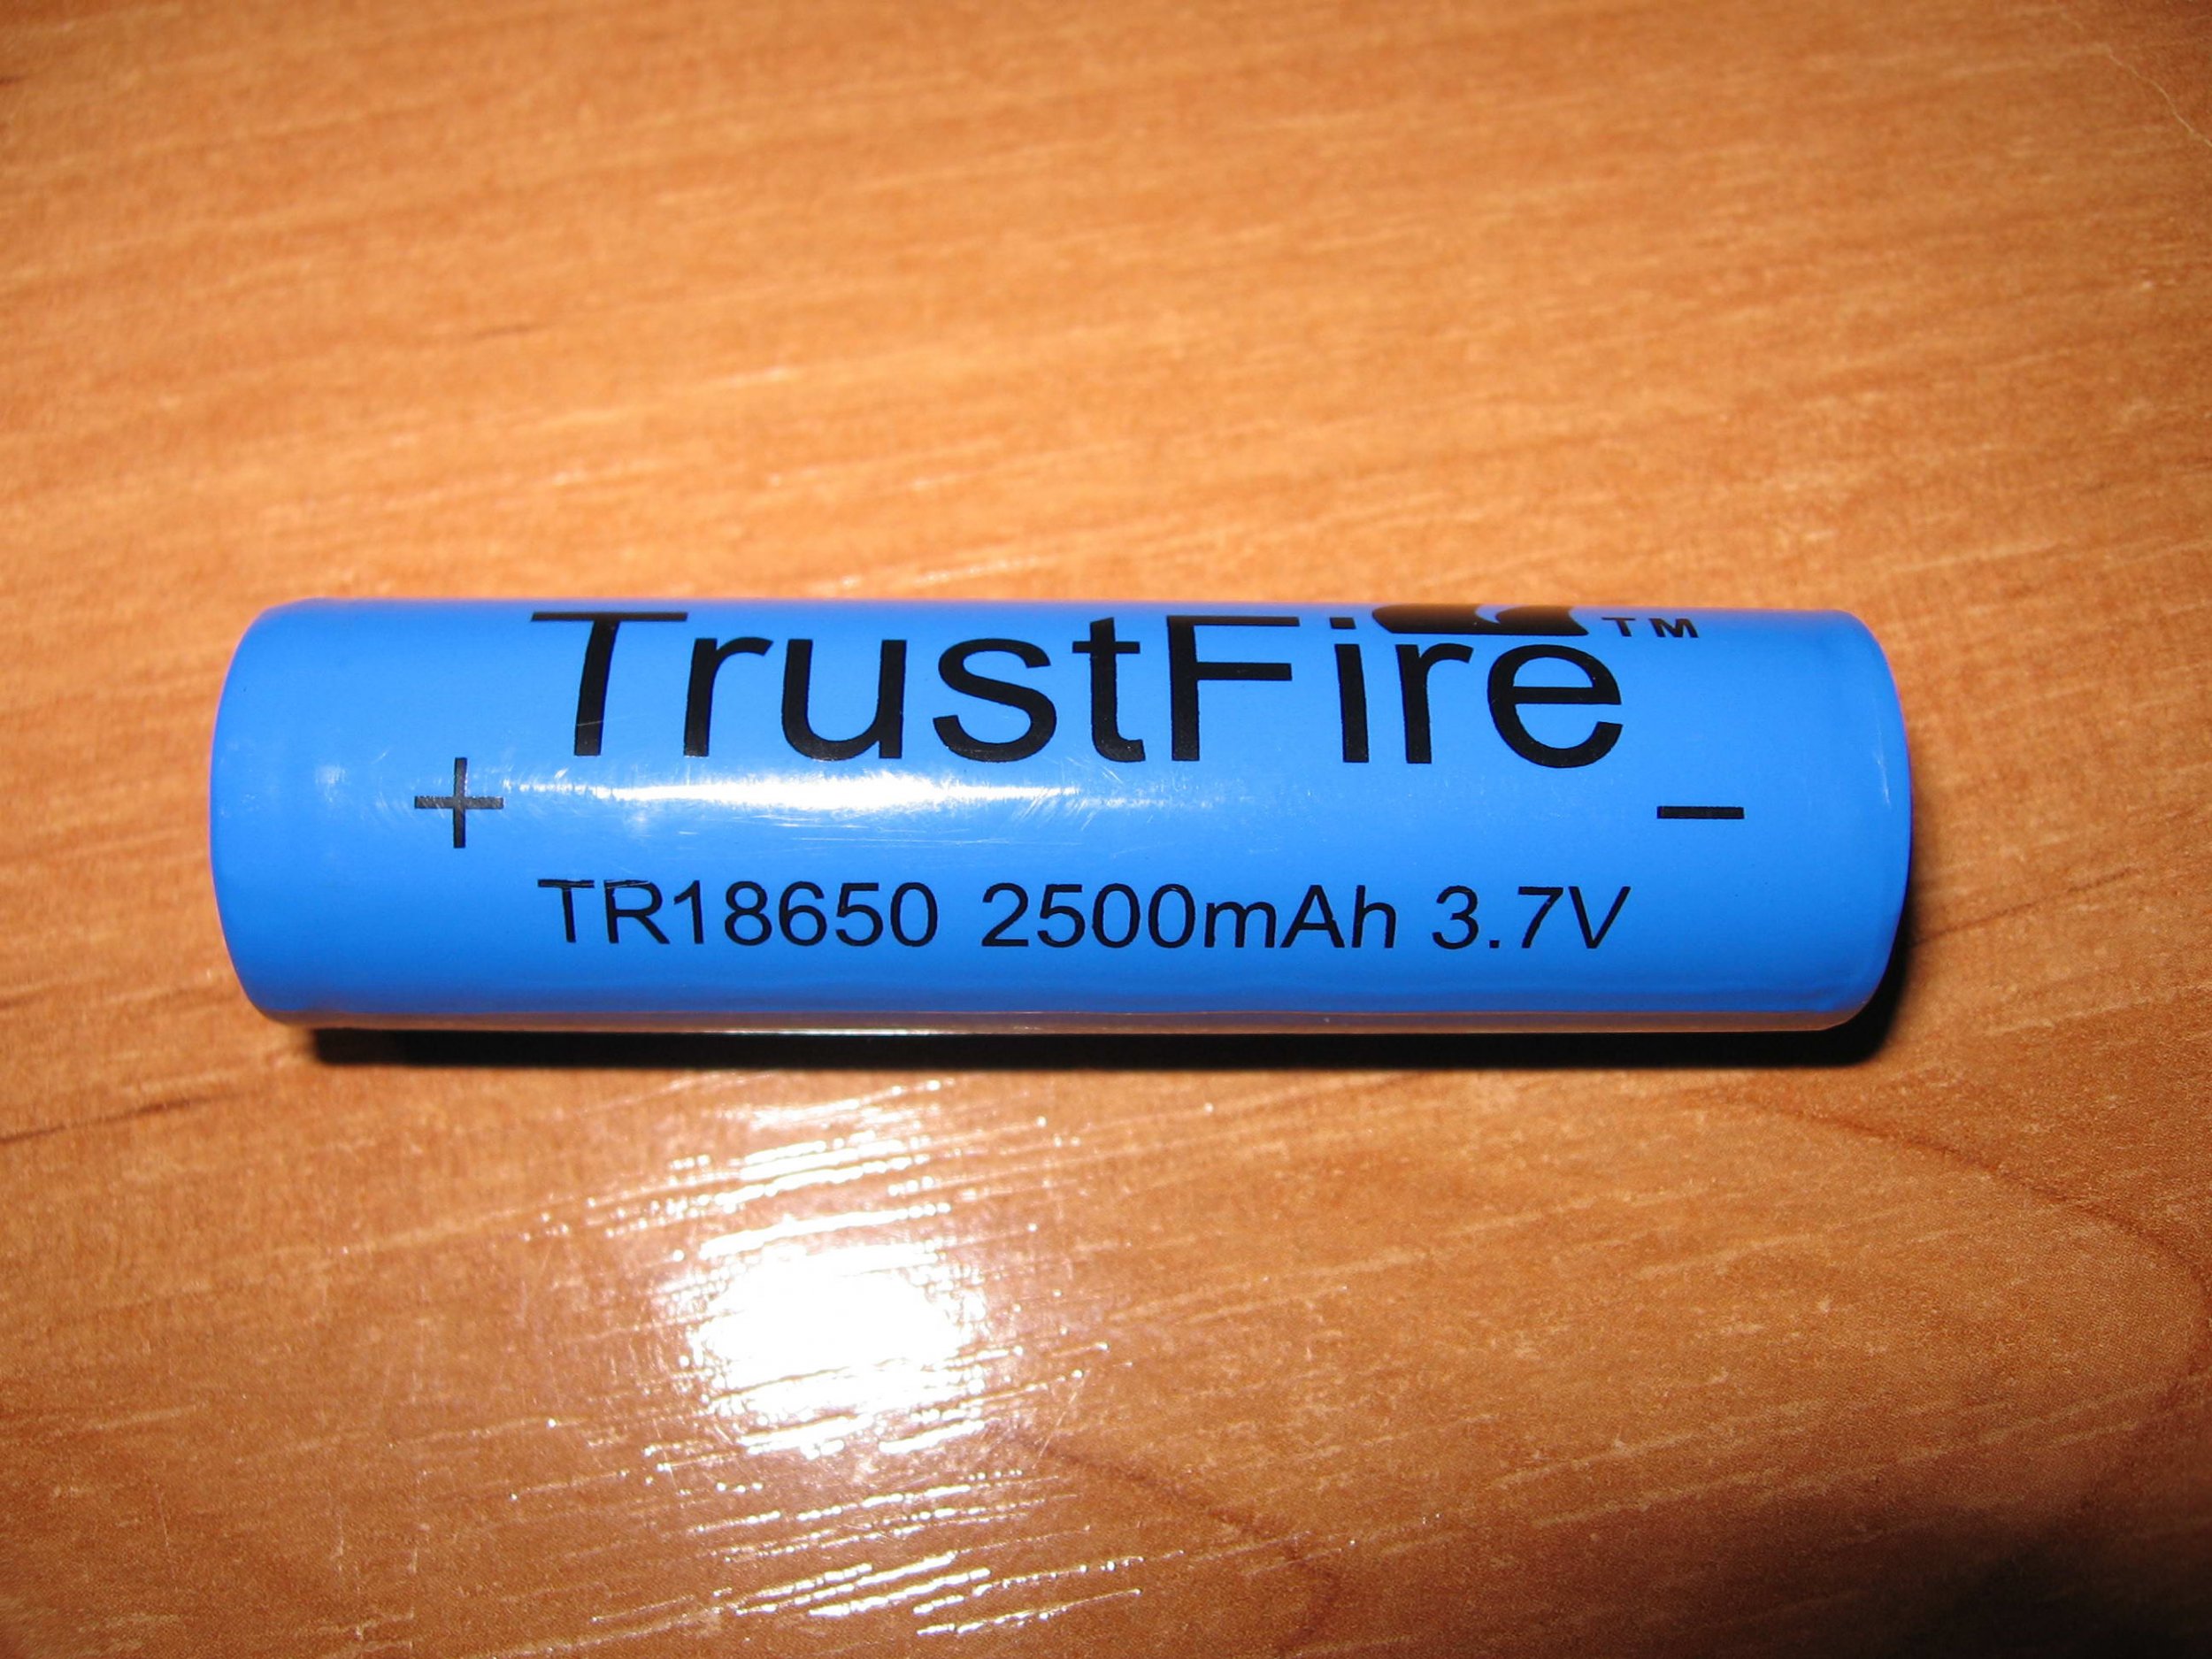 TrustFire™
+ −
TR18650 2500mAh 3.7V